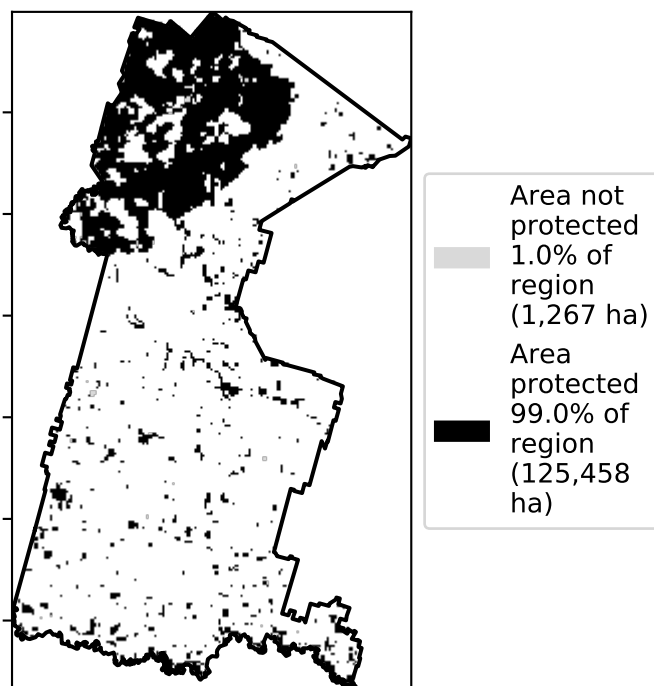 Area not
protected
1.0% of
region
(1,267 ha)
Area
protected
99.0% of
region
(125,458
ha)